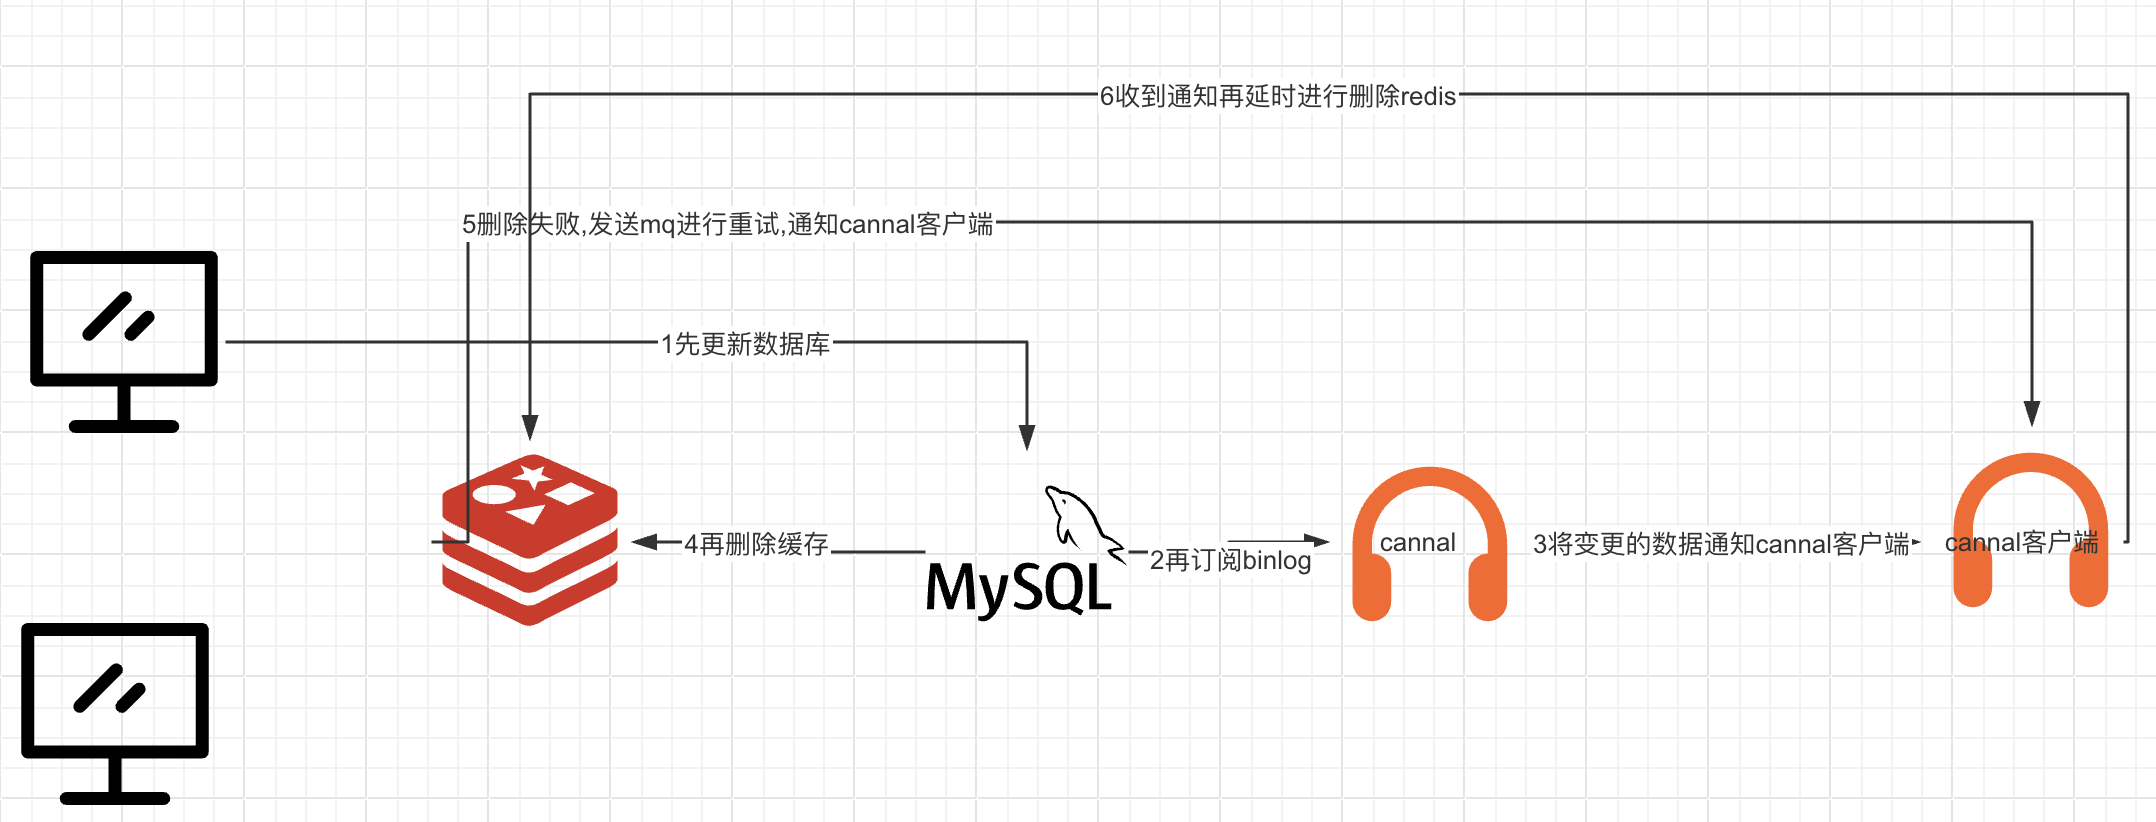 6收到通知再延时进行删除redis
5删除失败,发送mq进行重试,通知cannal客户端
1先更新数据库
4再删除缓存
2再订阅binlog
cannal
3将变更的数据通知cannal客户端
cannal客户端
MySQL